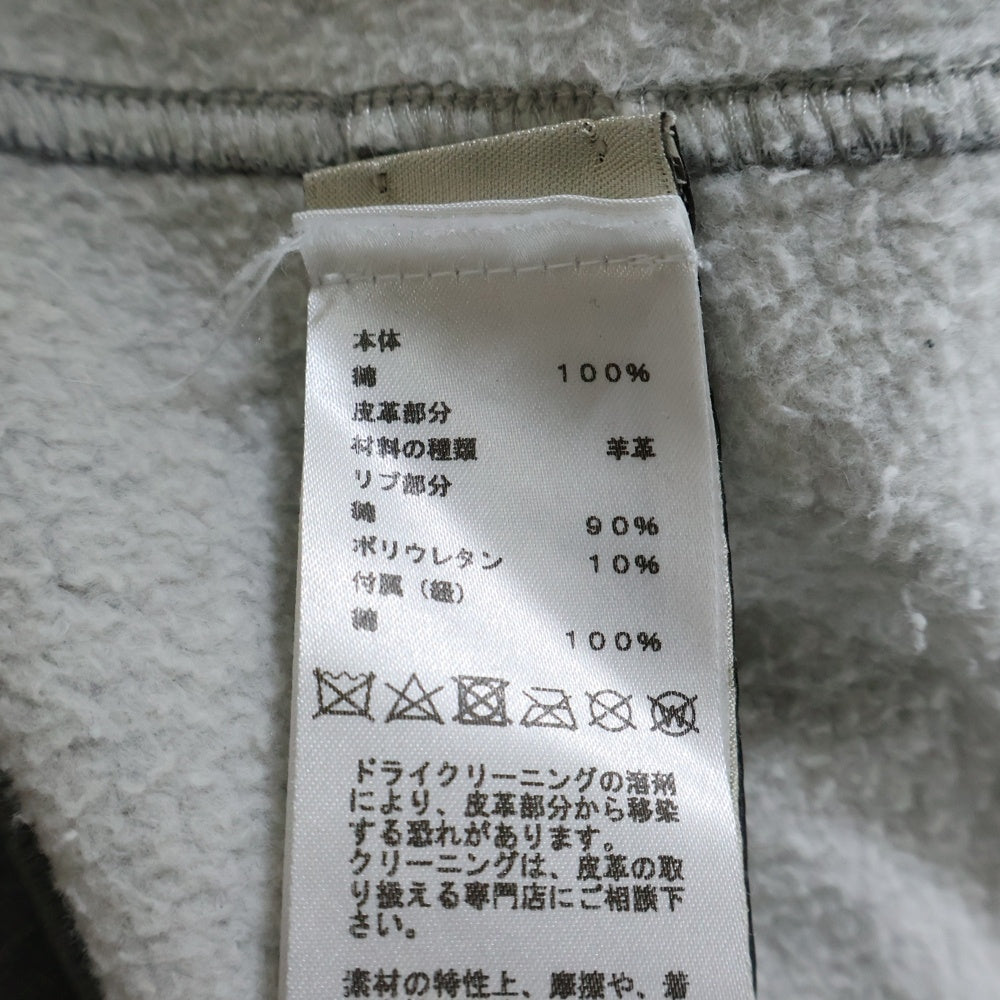 本体
綿 100%
皮革部分
材料の種類 羊革
リブ部分
綿 90%
ポリウレタン 10%
付属（紐）
綿 100%
ドライクリーニングの溶剤
により、皮革部分から移染
する恐れがあります。
クリーニングは、皮革の取
り扱える専門店にご相談下
さい。
素材の特性上、摩擦や、着